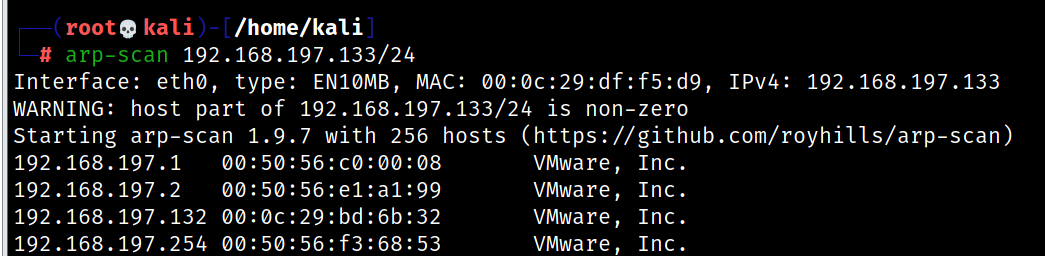 (root💀kali)-[/home/kali]
# arp-scan 192.168.197.133/24
Interface: eth0, type: EN10MB, MAC: 00:0c:29:df:f5:d9, IPv4: 192.168.197.133
WARNING: host part of 192.168.197.133/24 is non-zero
Starting arp-scan 1.9.7 with 256 hosts (https://github.com/royhills/arp-scan)
192.168.197.1 00:50:56:c0:00:08 VMware, Inc.
192.168.197.2 00:50:56:e1:a1:99 VMware, Inc.
192.168.197.132 00:0c:29:bd:6b:32 VMware, Inc.
192.168.197.254 00:50:56:f3:68:53 VMware, Inc.